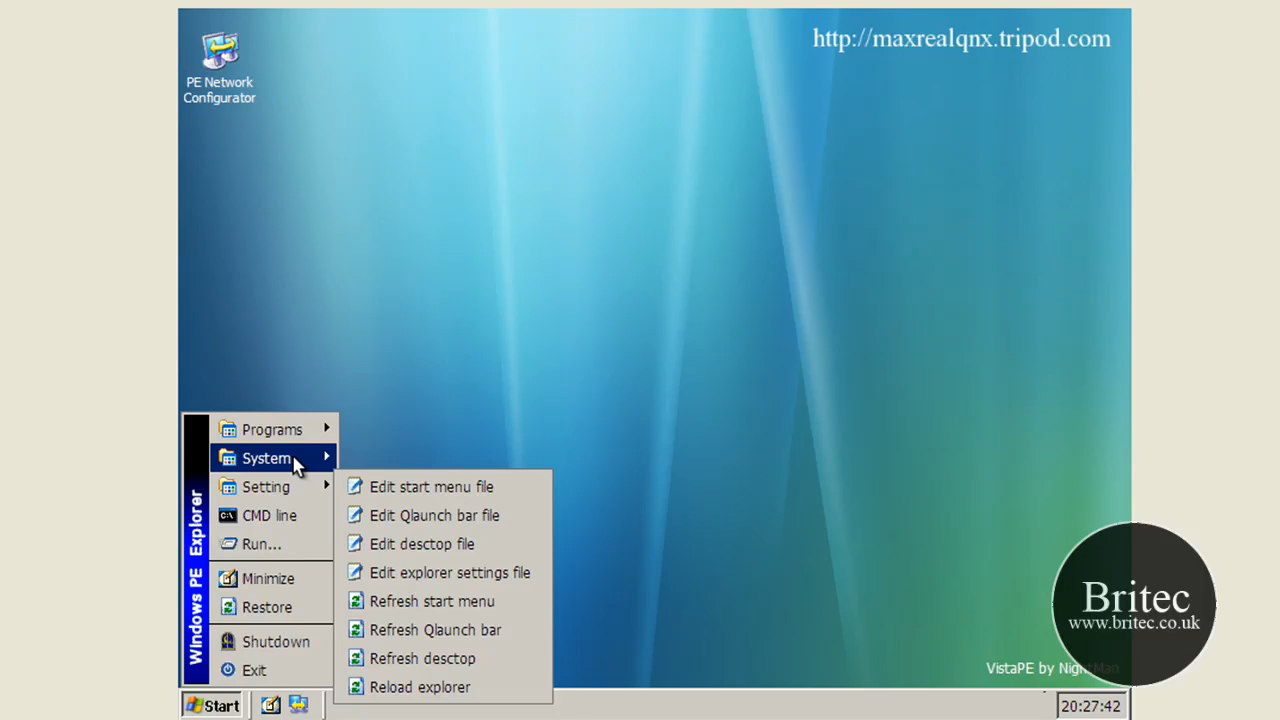 http://maxrealqnx.tripod.com
PE Network
Configurator
Programs
System
Setting
CMD line
Run...
Minimize
Restore
Shutdown
Exit
Windows PE Explorer
Edit start menu file
Edit Qlaunch bar file
Edit desctop file
Edit explorer settings file
Refresh start menu
Refresh Qlaunch bar
Refresh desctop
Reload explorer
Britec
www.britec.co.uk
VistaPE by NightMan
Start
20:27:42